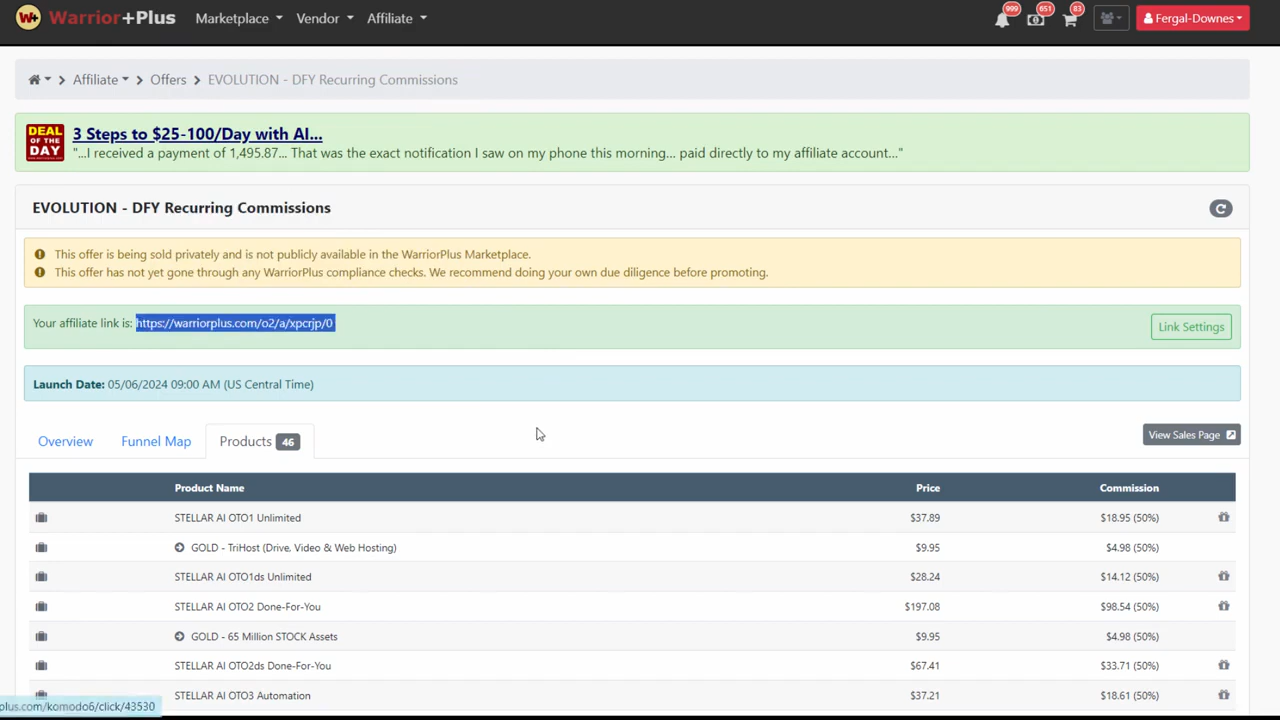 W+ Warrior+Plus Marketplace Vendor Affiliate 999 651 83 Fergal-Downes
Affiliate Offers EVOLUTION - DFY Recurring Commissions
DEAL OF THE DAY
3 Steps to $25-100/Day with AI...
"...I received a payment of 1,495.87... That was the exact notification I saw on my phone this morning... paid directly to my affiliate account..."
EVOLUTION - DFY Recurring Commissions
This offer is being sold privately and is not publicly available in the WarriorPlus Marketplace.
This offer has not yet gone through any WarriorPlus compliance checks. We recommend doing your own due diligence before promoting.
Your affiliate link is: https://warriorplus.com/o2/a/xpcrjp/0 Link Settings
Launch Date: 05/06/2024 09:00 AM (US Central Time)
Overview Funnel Map Products 46 View Sales Page
Product Name Price Commission
STELLAR AI OTO1 Unlimited $37.89 $18.95 (50%)
GOLD - TriHost (Drive, Video & Web Hosting) $9.95 $4.98 (50%)
STELLAR AI OTO1ds Unlimited $28.24 $14.12 (50%)
STELLAR AI OTO2 Done-For-You $197.08 $98.54 (50%)
GOLD - 65 Million STOCK Assets $9.95 $4.98 (50%)
STELLAR AI OTO2ds Done-For-You $67.41 $33.71 (50%)
STELLAR AI OTO3 Automation $37.21 $18.61 (50%)
plus.com/komodo6/click/43530